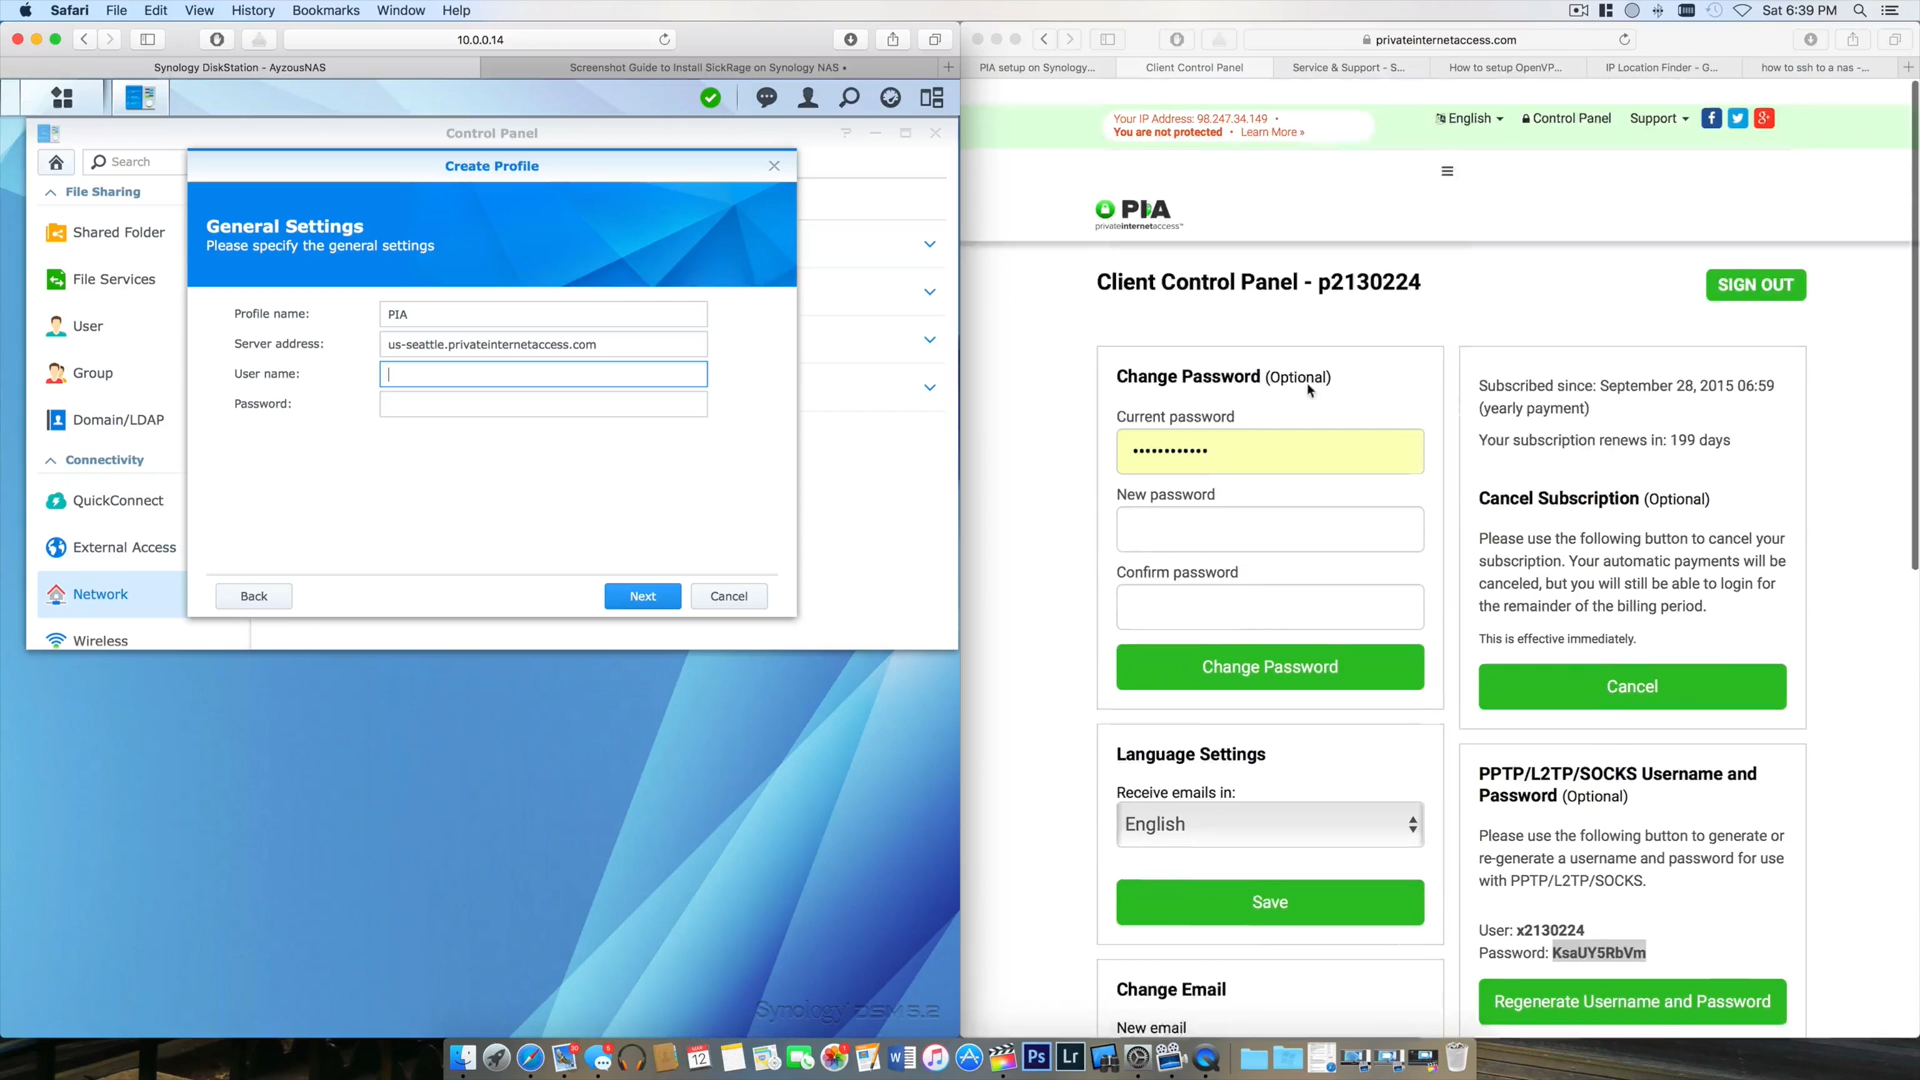 Safari File Edit View History Bookmarks Window Help
Sat 6:39 PM
10.0.0.14
Synology DiskStation - AyzousNAS
Screenshot Guide to Install SickRage on Synology NAS •
Control Panel
Search
File Sharing
Shared Folder
File Services
User
Group
Domain/LDAP
Connectivity
QuickConnect
External Access
Network
Wireless
Create Profile
General Settings
Please specify the general settings
Profile name: PIA
Server address: us-seattle.privateinternetaccess.com
User name:
Password:
Back Next Cancel
Synology DSM 5.2
privateinternetaccess.com
PIA setup on Synology...
Client Control Panel
Service & Support - S...
How to setup OpenVP...
IP Location Finder - G...
how to ssh to a nas -...
Your IP Address: 98.247.34.149 •
You are not protected • Learn More »
English Control Panel Support
PIA
privateinternetaccess™
Client Control Panel - p2130224
SIGN OUT
Change Password (Optional)
Current password
••••••••••••
New password
Confirm password
Change Password
Language Settings
Receive emails in:
English
Save
Change Email
New email
Subscribed since: September 28, 2015 06:59
(yearly payment)
Your subscription renews in: 199 days
Cancel Subscription (Optional)
Please use the following button to cancel your
subscription. Your automatic payments will be
canceled, but you will still be able to login for
the remainder of the billing period.
This is effective immediately.
Cancel
PPTP/L2TP/SOCKS Username and
Password (Optional)
Please use the following button to generate or
re-generate a username and password for use
with PPTP/L2TP/SOCKS.
User: x2130224
Password: KsaUY5RbVm
Regenerate Username and Password
12
Ps
Lr